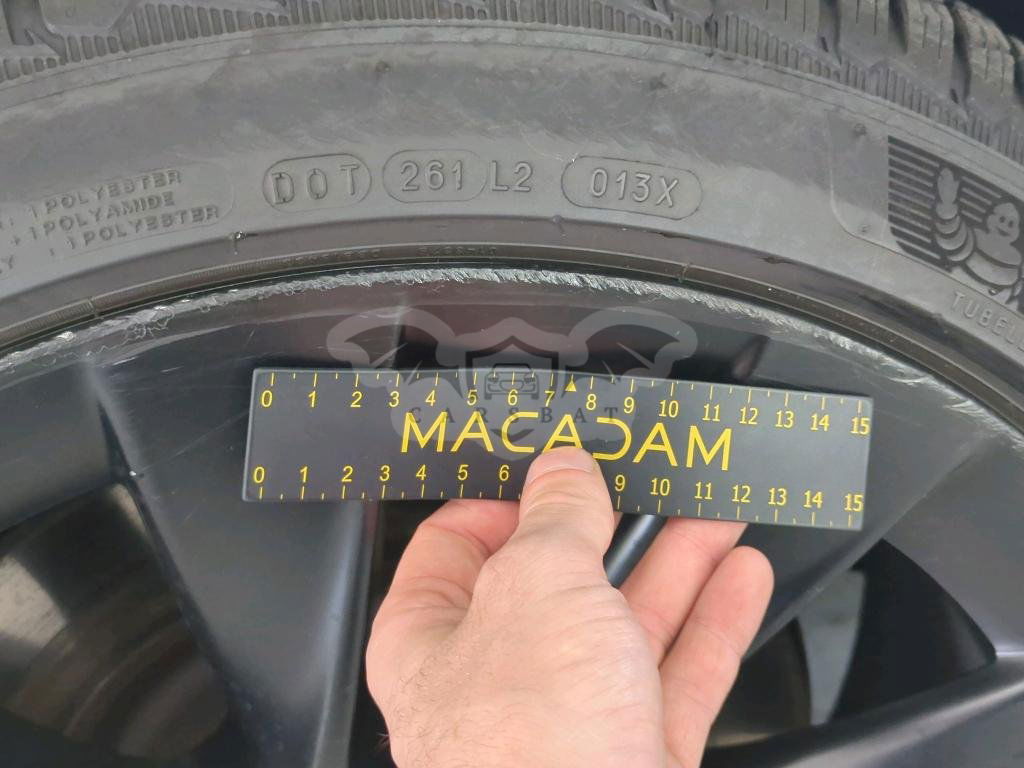 1 POLYESTER
DOT 261 L2 013X
+ 1 POLYAMIDE
1 POLYESTER
TUBEL
CARSBAT
0 1 2 3 4 5 6 7 8 9 10 11 12 13 14 15
MACADAM
0 1 2 3 4 5 6 9 10 11 12 13 14 15